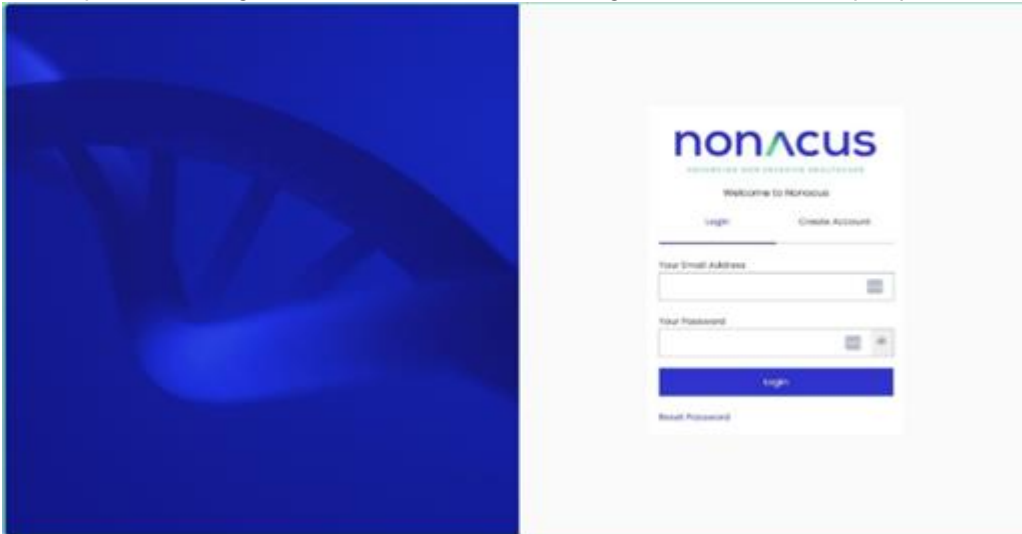 nonacus
Welcome to Nonacus
Login Create Account
Your Email Address
Your Password
Login
Reset Password